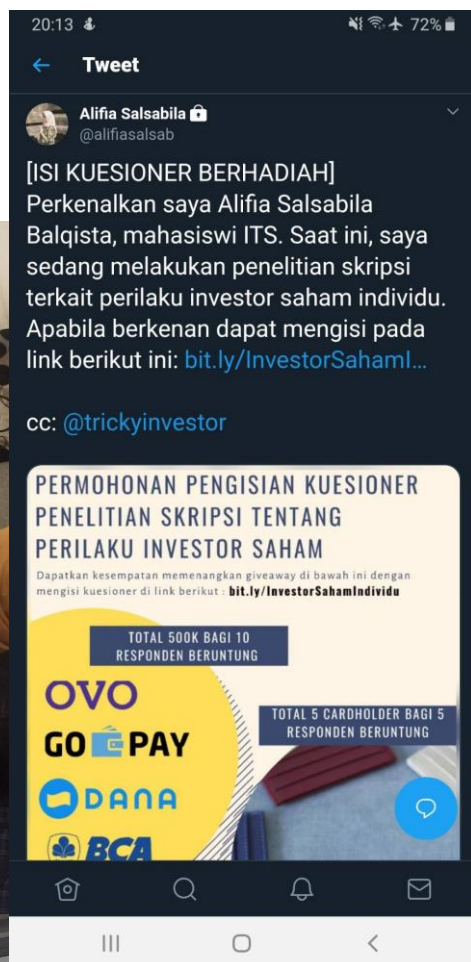 20:13
72%
Tweet
Alifia Salsabila
@alifiasalsab
[ISI KUESIONER BERHADIAH]
Perkenalkan saya Alifia Salsabila
Balqista, mahasiswi ITS. Saat ini, saya
sedang melakukan penelitian skripsi
terkait perilaku investor saham individu.
Apabila berkenan dapat mengisi pada
link berikut ini: bit.ly/InvestorSahamI...
cc: @trickyinvestor
PERMOHONAN PENGISIAN KUESIONER
PENELITIAN SKRIPSI TENTANG
PERILAKU INVESTOR SAHAM
Dapatkan kesempatan memenangkan giveaway di bawah ini dengan
mengisi kuesioner di link berikut : bit.ly/InvestorSahamIndividu
TOTAL 500K BAGI 10
RESPONDEN BERUNTUNG
OVO
GO PAY
DANA
BCA
TOTAL 5 CARDHOLDER BAGI 5
RESPONDEN BERUNTUNG